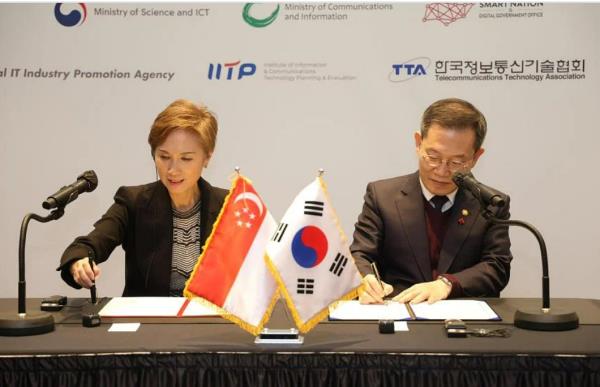 Ministry of Science and ICT
Ministry of Communications
and Information
SMART NATION
&
DIGITAL GOVERNMENT OFFICE
al IT Industry Promotion Agency
IITP
Institute of Information
& Communications
Technology Planning & Evaluation
TTA 한국정보통신기술협회
Telecommunications Technology Association